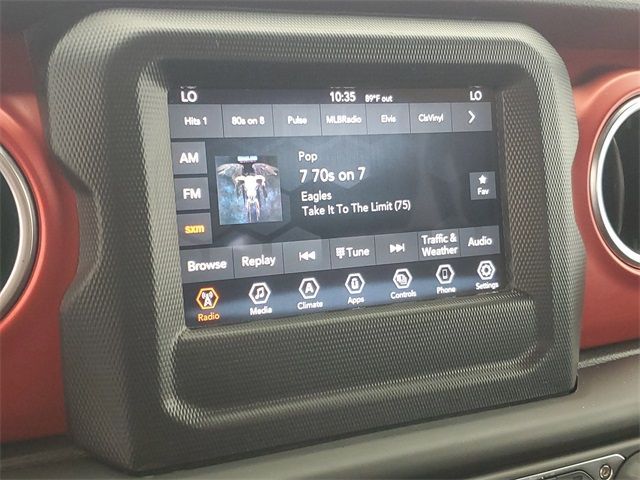 LO 10:35 89°F out LO
Hits 1 80s on 8 Pulse MLBRadio Elvis ClsVinyl
AM
Pop
7 70s on 7
FM
Eagles
Fav
Take It To The Limit (75)
sxm
Browse Replay Tune Traffic & Weather Audio
Radio Media Climate Apps Controls Phone Settings